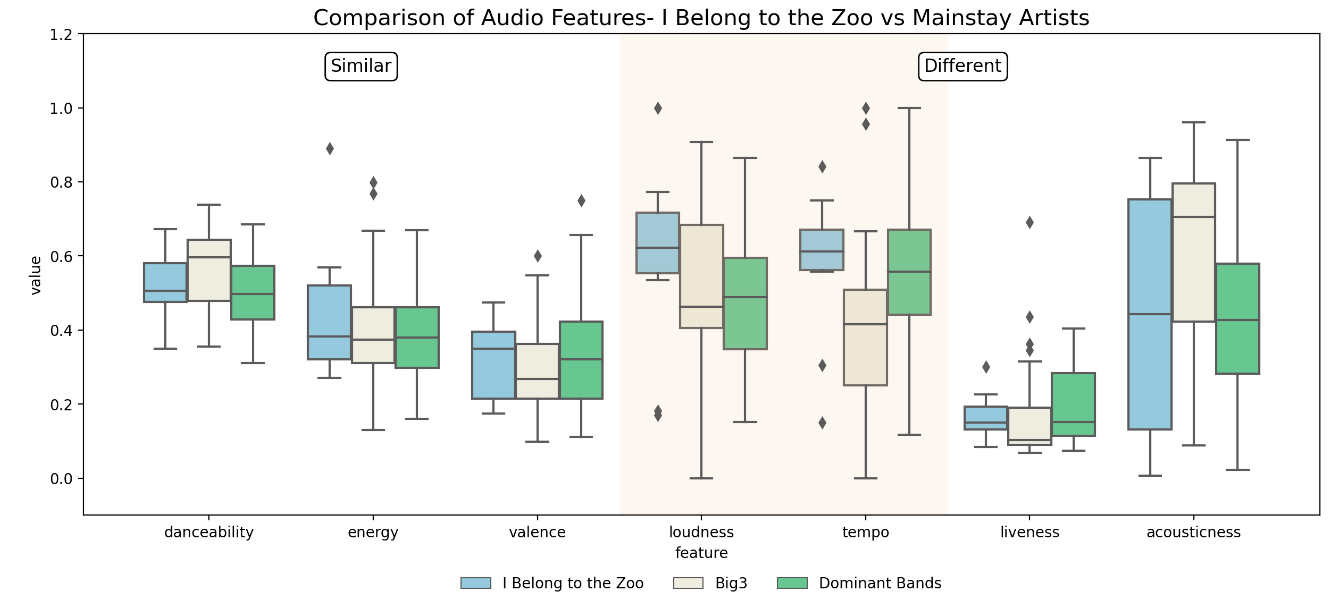 Comparison of Audio Features- I Belong to the Zoo vs Mainstay Artists
Similar
Different
value
1.2
1.0
0.8
0.6
0.4
0.2
0.0
danceability energy valence loudness tempo liveness acousticness
feature
I Belong to the Zoo Big3 Dominant Bands